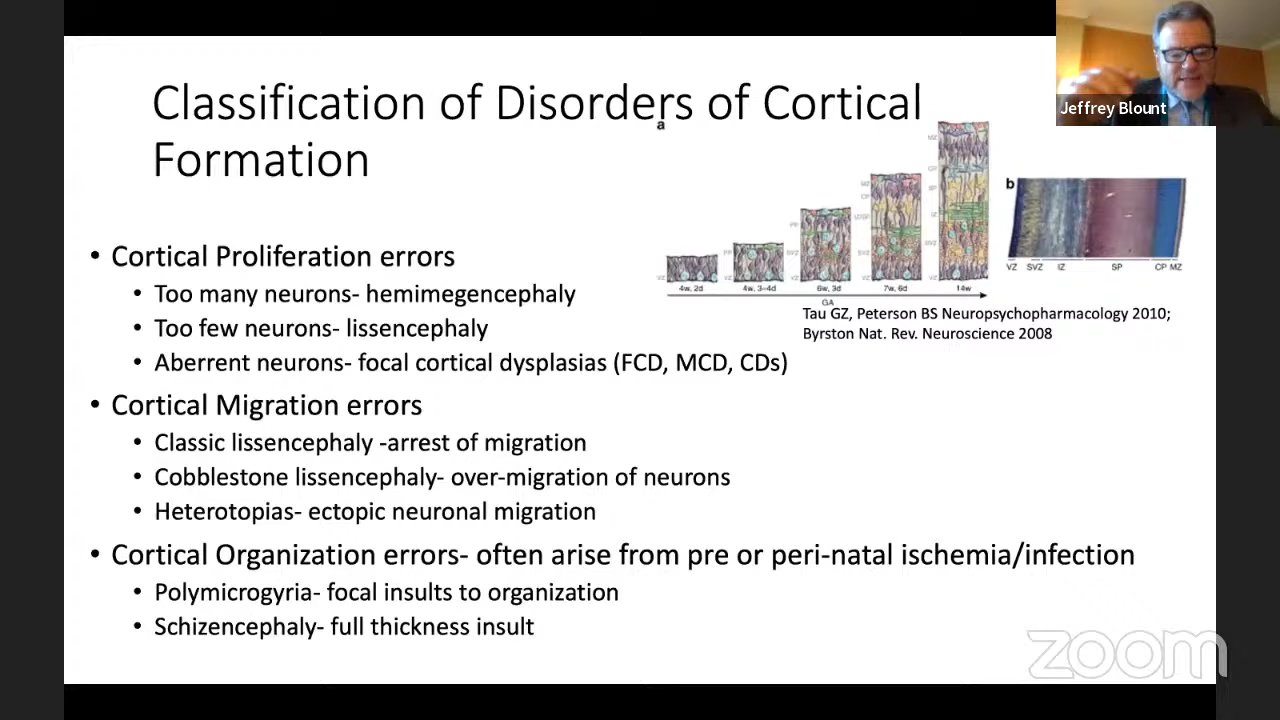 Classification of Disorders of Cortical
Formation
Jeffrey Blount
a
b
• Cortical Proliferation errors
• Too many neurons- hemimegencephaly
• Too few neurons- lissencephaly
• Aberrent neurons- focal cortical dysplasias (FCD, MCD, CDs)
• Cortical Migration errors
• Classic lissencephaly -arrest of migration
• Cobblestone lissencephaly- over-migration of neurons
• Heterotopias- ectopic neuronal migration
• Cortical Organization errors- often arise from pre or peri-natal ischemia/infection
• Polymicrogyria- focal insults to organization
• Schizencephaly- full thickness insult
4w, 2d 4w, 3–4d 6w, 3d 7w, 6d 14w
GA
VZ SVZ IZ SP CP MZ
Tau GZ, Peterson BS Neuropsychopharmacology 2010;
Byrston Nat. Rev. Neuroscience 2008
zoom